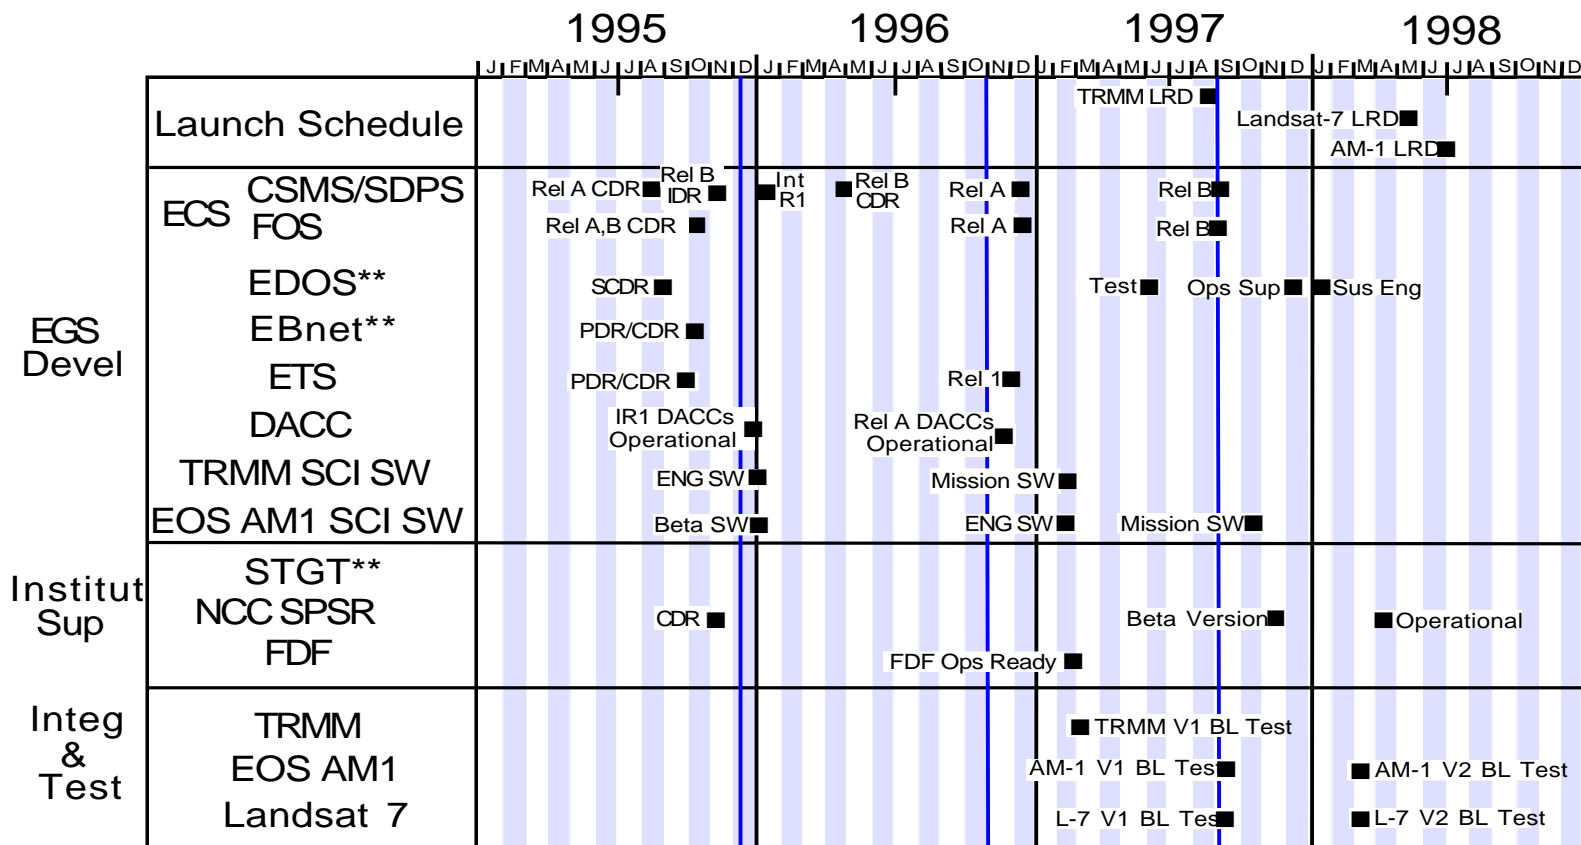 1995 1996 1997 1998
J F M A M J J A S O N D J F M A M J J A S O N D J F M A M J J A S O N D J F M A M J J A S O N D
Launch Schedule
TRMM LRD
Landsat-7 LRD
AM-1 LRD
EGS
Devel
ECS
CSMS/SDPS
Rel A CDR
Rel B
IDR
Int
R1
Rel B
CDR
Rel A
Rel B
FOS
Rel A,B CDR
Rel A
Rel B
EDOS**
SCDR
Test
Ops Sup
Sus Eng
EBnet**
PDR/CDR
ETS
PDR/CDR
Rel 1
DACC
IR1 DACCs
Operational
Rel A DACCs
Operational
TRMM SCI SW
ENG SW
Mission SW
EOS AM1 SCI SW
Beta SW
ENG SW
Mission SW
Institut
Sup
STGT**
NCC SPSR
CDR
Beta Version
Operational
FDF
FDF Ops Ready
Integ
&
Test
TRMM
TRMM V1 BL Test
EOS AM1
AM-1 V1 BL Test
AM-1 V2 BL Test
Landsat 7
L-7 V1 BL Test
L-7 V2 BL Test